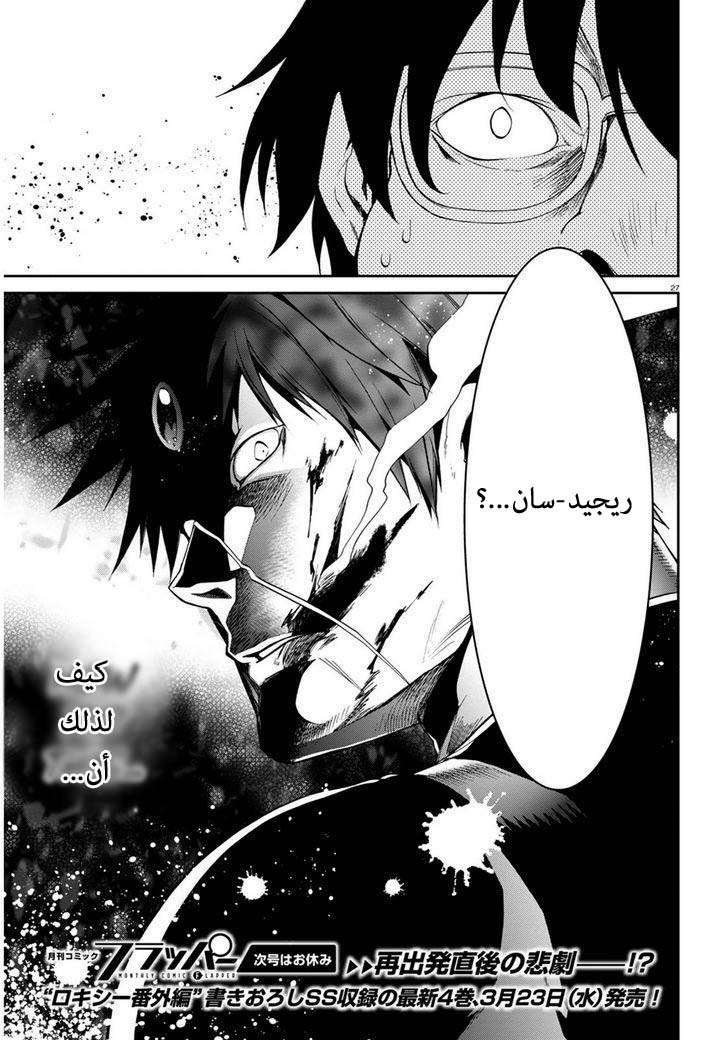 27
ريجيد-سان...؟
كيف
لذلك
أن...
月刊コミック フラッパー 次号はお休み ▶▶再出発直後の悲劇――!?
MONTHLY COMIC FLAPPER
“ロキシー番外編”書きおろしSS収録の最新4巻、3月23日(水)発売!